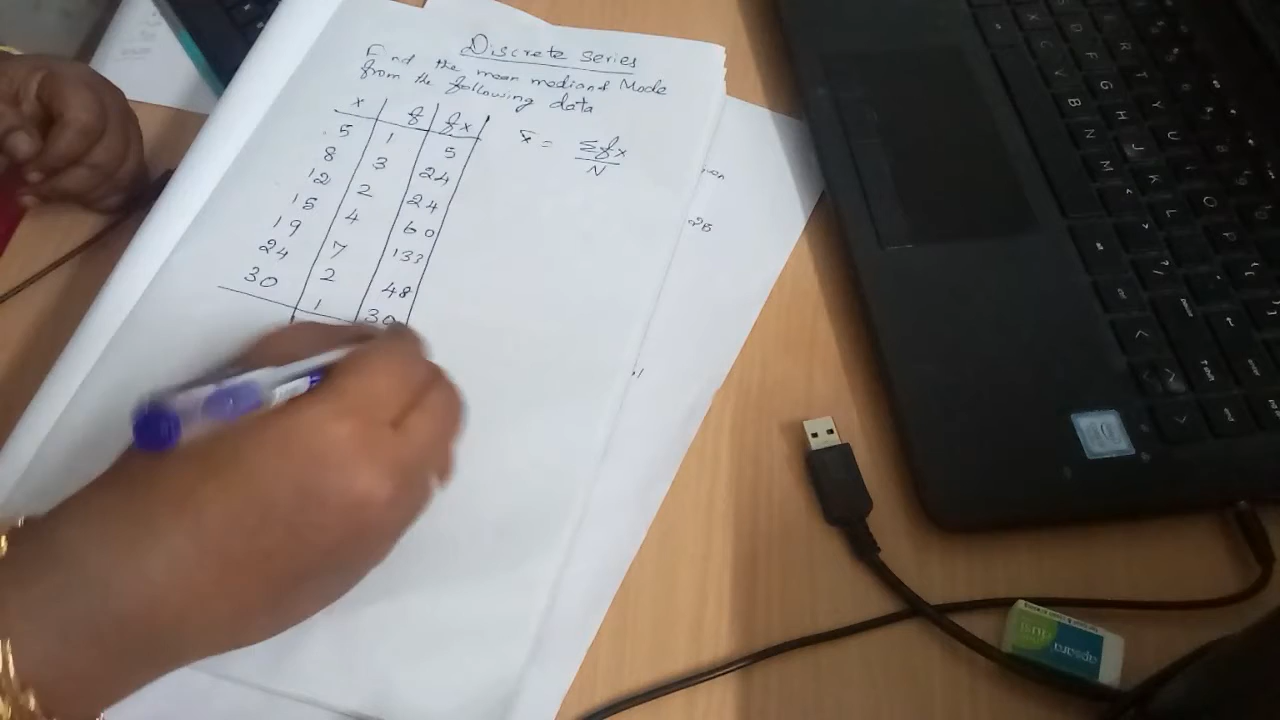 Discrete series
Find the mean median & Mode
from the following data
x f fx
5 1 5
8 3 24
12 2 24
15 4 60
19 7 133
24 2 48
30 1 30
x̄ = Σfx
N
apsara